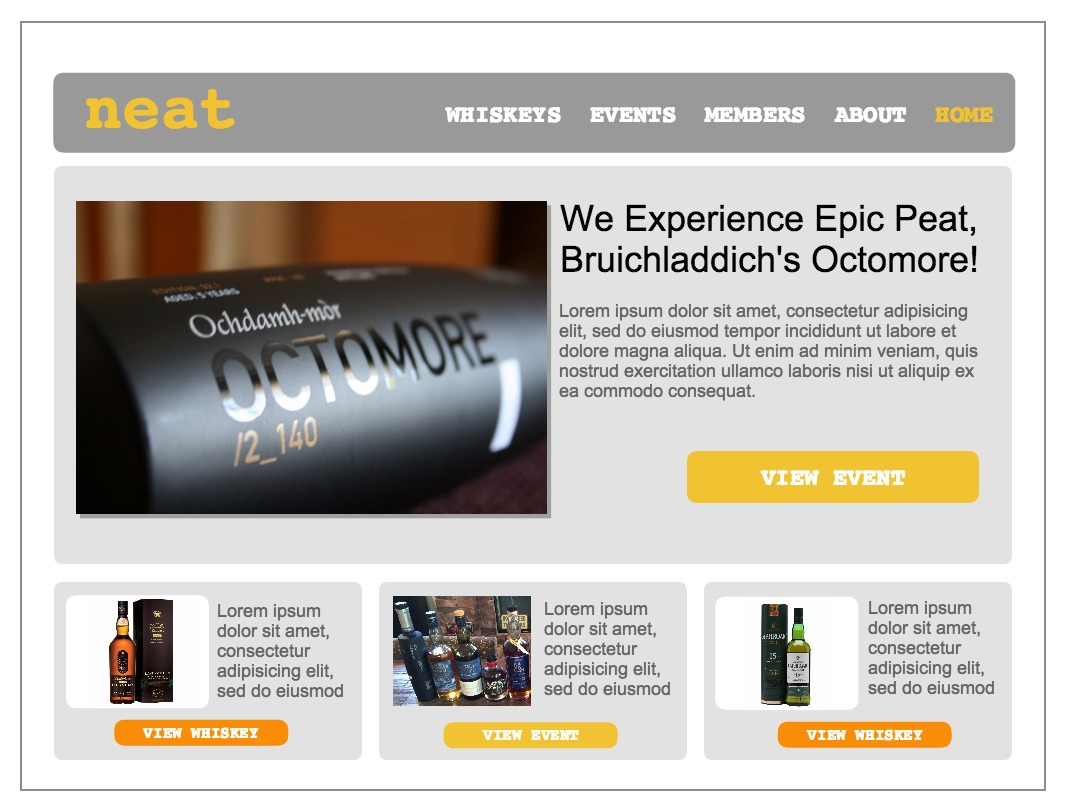 neat
WHISKEYS EVENTS MEMBERS ABOUT HOME
We Experience Epic Peat,
Bruichladdich's Octomore!
Lorem ipsum dolor sit amet, consectetur adipisicing
elit, sed do eiusmod tempor incididunt ut labore et
dolore magna aliqua. Ut enim ad minim veniam, quis
nostrud exercitation ullamco laboris nisi ut aliquip ex
ea commodo consequat.
AGED. 5 YEARS
Ochdamh-mòr
OCTOMORE
/2_140
VIEW EVENT
Lorem ipsum
dolor sit amet,
consectetur
adipisicing elit,
sed do eiusmod
VIEW WHISKEY
Lorem ipsum
dolor sit amet,
consectetur
adipisicing elit,
sed do eiusmod
VIEW EVENT
15
Lorem ipsum
dolor sit amet,
consectetur
adipisicing elit,
sed do eiusmod
VIEW WHISKEY